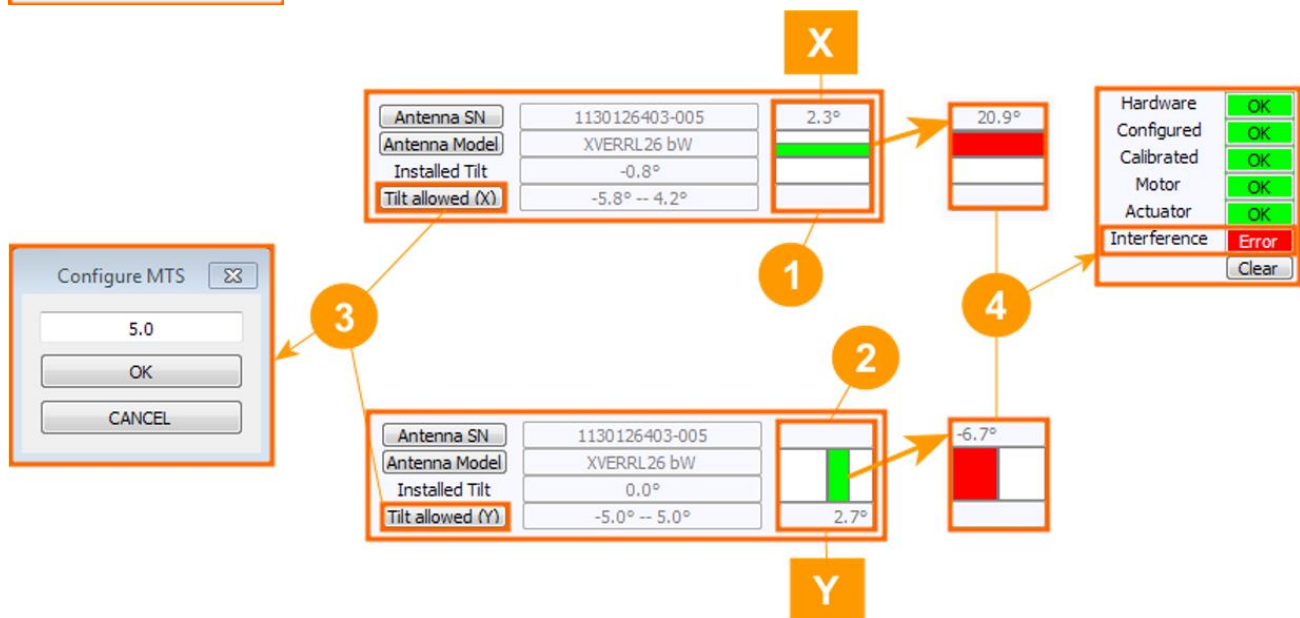 X
Antenna SN 1130126403-005 2.3°
Antenna Model XVERRL26 bW
Installed Tilt -0.8°
Tilt allowed (X) -5.8° -- 4.2°
20.9°
Hardware OK
Configured OK
Calibrated OK
Motor OK
Actuator OK
Interference Error
Clear
1
Configure MTS
5.0
OK
CANCEL
3
4
2
Antenna SN 1130126403-005
Antenna Model XVERRL26 bW
Installed Tilt 0.0°
Tilt allowed (Y) -5.0° -- 5.0° 2.7°
-6.7°
Y